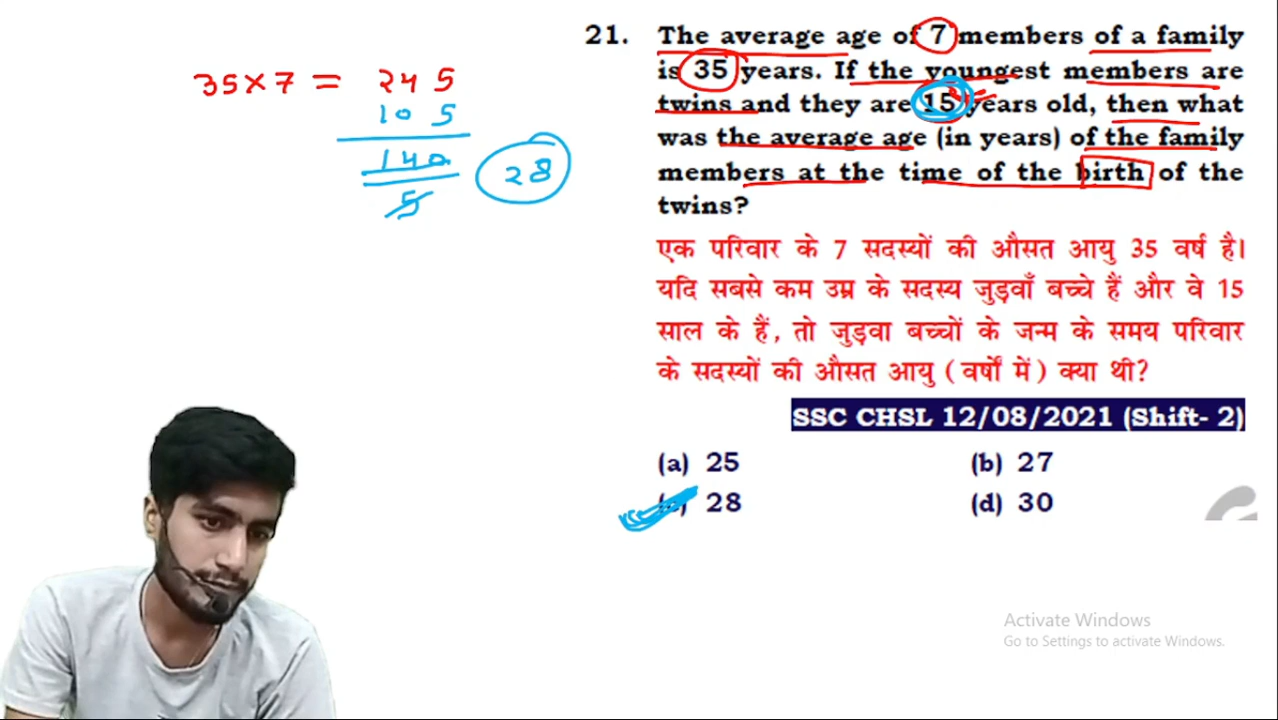 35 × 7 = 245
105
140
5
28
21. The average age of 7 members of a family
is 35 years. If the youngest members are
twins and they are 15 years old, then what
was the average age (in years) of the family
members at the time of the birth of the
twins?
एक परिवार के 7 सदस्यों की औसत आयु 35 वर्ष है।
यदि सबसे कम उम्र के सदस्य जुड़वाँ बच्चे हैं और वे 15
साल के हैं, तो जुड़वा बच्चों के जन्म के समय परिवार
के सदस्यों की औसत आयु (वर्षों में) क्या थी?
SSC CHSL 12/08/2021 (Shift- 2)
(a) 25 (b) 27
(c) 28 (d) 30
Activate Windows
Go to Settings to activate Windows.